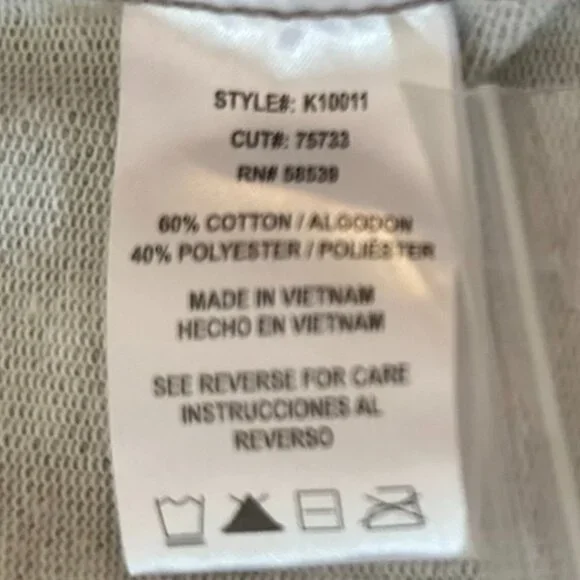 STYLE#: K10011
CUT#: 75733
RN# 58539
60% COTTON / ALGODON
40% POLYESTER / POLIÉSTER
MADE IN VIETNAM
HECHO EN VIETNAM
SEE REVERSE FOR CARE
INSTRUCCIONES AL
REVERSO